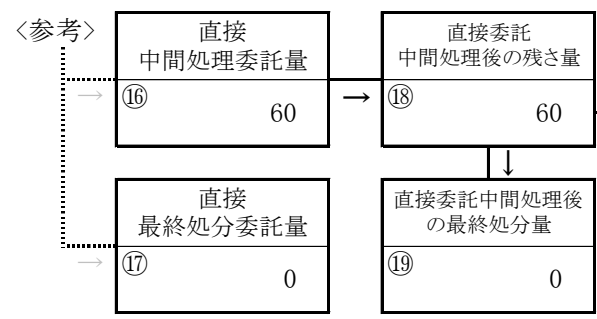 〈参考〉
直接
中間処理委託量
→
⑯
60
→
直接委託
中間処理後の残さ量
⑱
60
↓
直接
最終処分委託量
→
⑰
0
直接委託中間処理後
の最終処分量
⑲
0